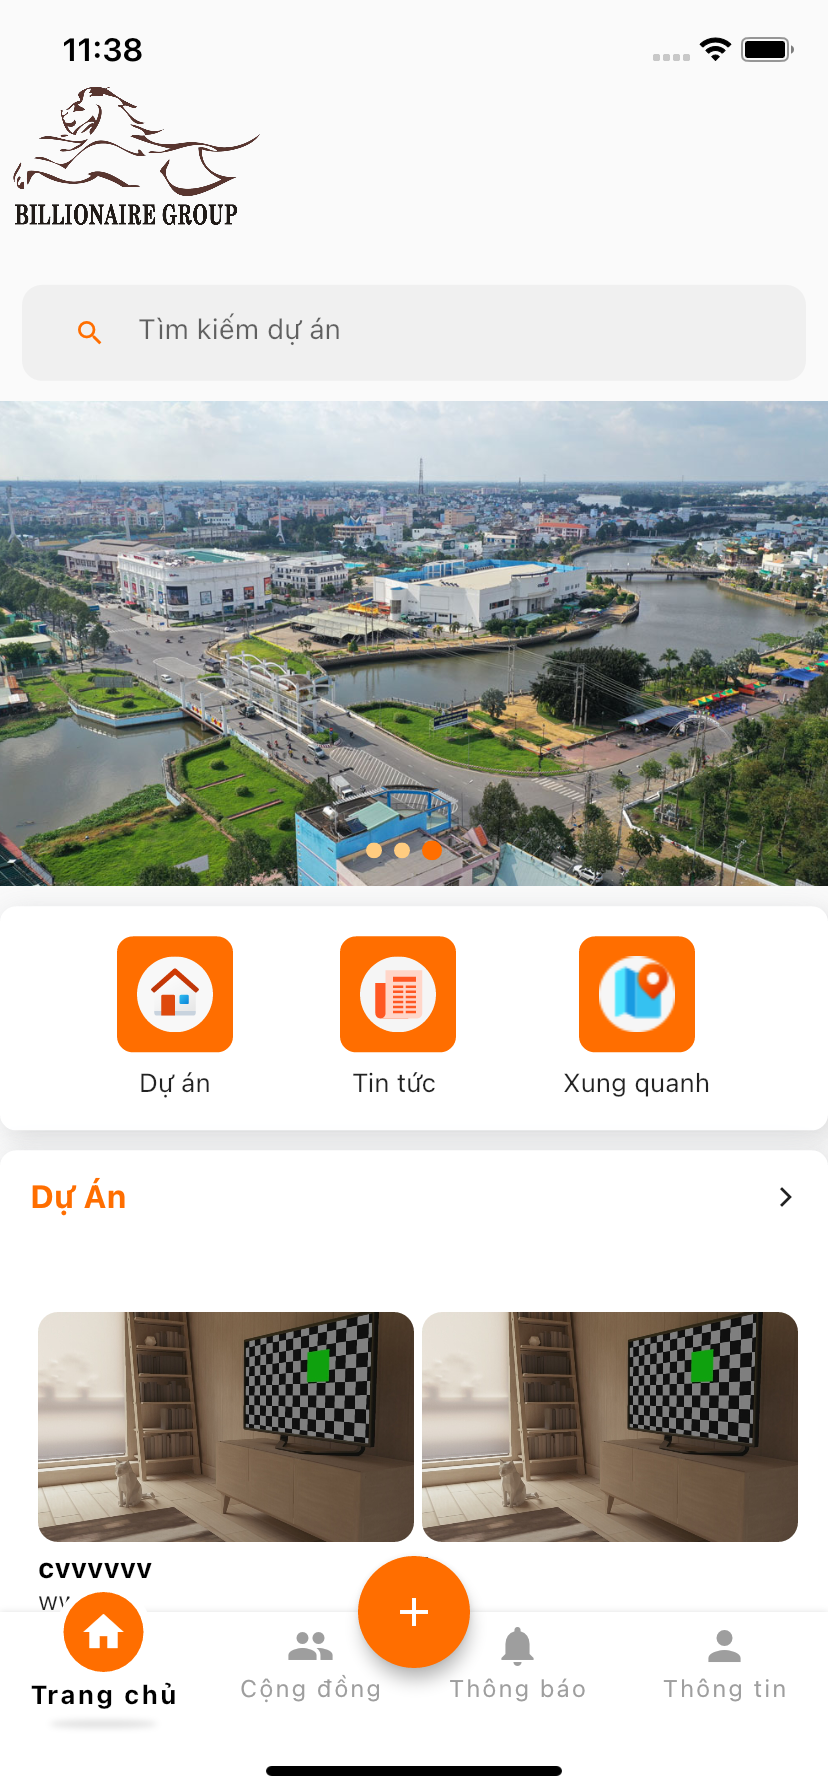 11:38
BILLIONAIRE GROUP
Tìm kiếm dự án
Dự án
Tin tức
Xung quanh
Dự Án
cvvvvvv
Trang chủ
Cộng đồng
Thông báo
Thông tin